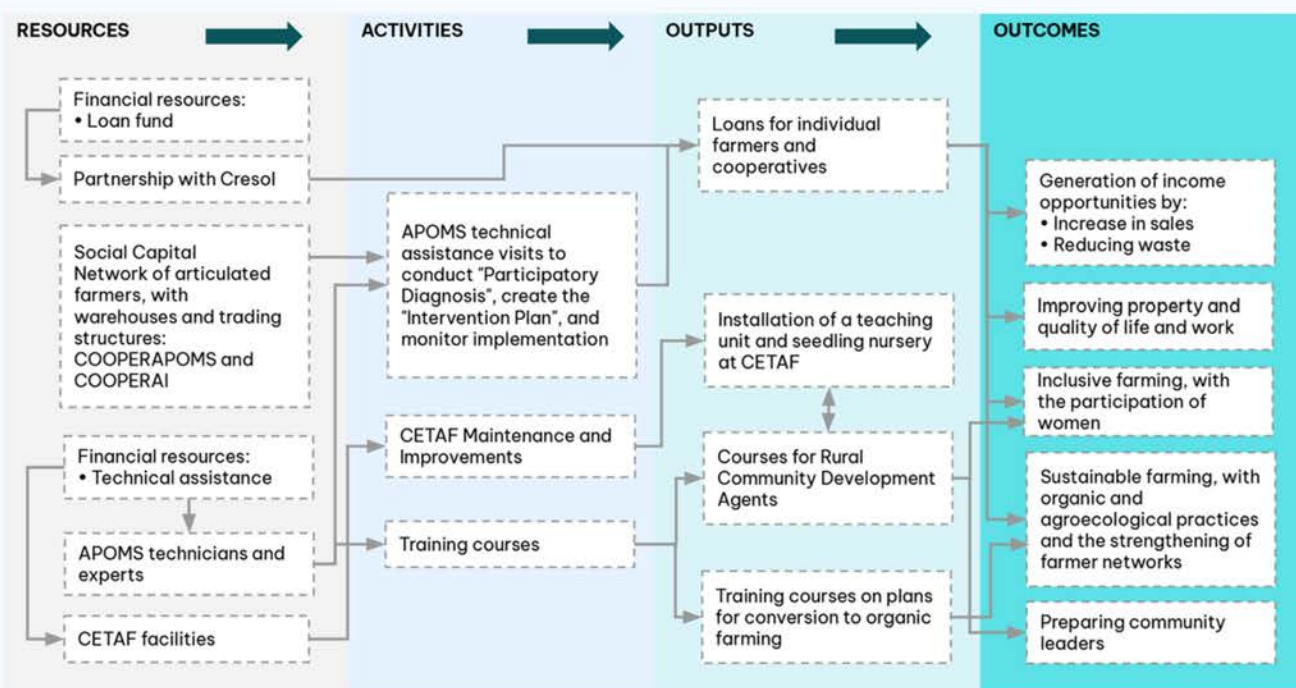 RESOURCES
ACTIVITIES
OUTPUTS
OUTCOMES
Financial resources:
• Loan fund
Partnership with Cresol
Social Capital
Network of articulated
farmers, with
warehouses and trading
structures:
COOPERAPOMS and
COOPERAI
Financial resources:
• Technical assistance
APOMS technicians and
experts
CETAF facilities
APOMS technical
assistance visits to
conduct "Participatory
Diagnosis", create the
"Intervention Plan", and
monitor implementation
CETAF Maintenance and
Improvements
Training courses
Loans for individual
farmers and
cooperatives
Installation of a teaching
unit and seedling nursery
at CETAF
Courses for Rural
Community Development
Agents
Training courses on plans
for conversion to organic
farming
Generation of income
opportunities by:
• Increase in sales
• Reducing waste
Improving property and
quality of life and work
Inclusive farming, with
the participation of
women
Sustainable farming, with
organic and
agroecological practices
and the strengthening of
farmer networks
Preparing community
leaders